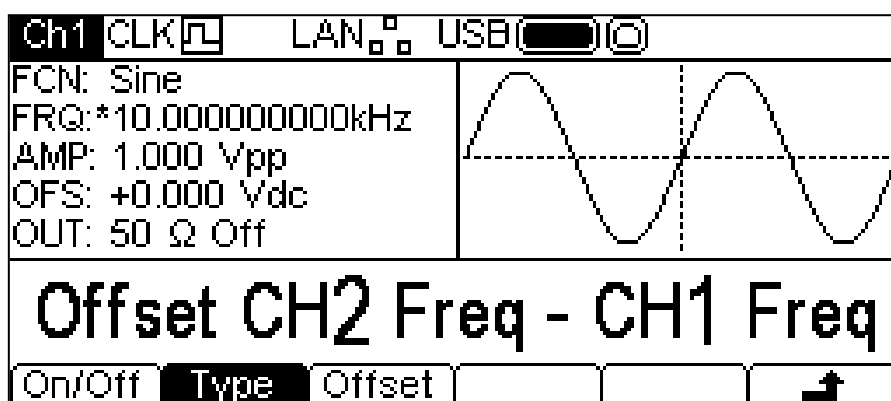 Ch1 CLK LAN USB
FCN: Sine
FRQ:*10.000000000kHz
AMP: 1.000 Vpp
OFS: +0.000 Vdc
OUT: 50 Ω Off
Offset CH2 Freq - CH1 Freq
On/Off Type Offset